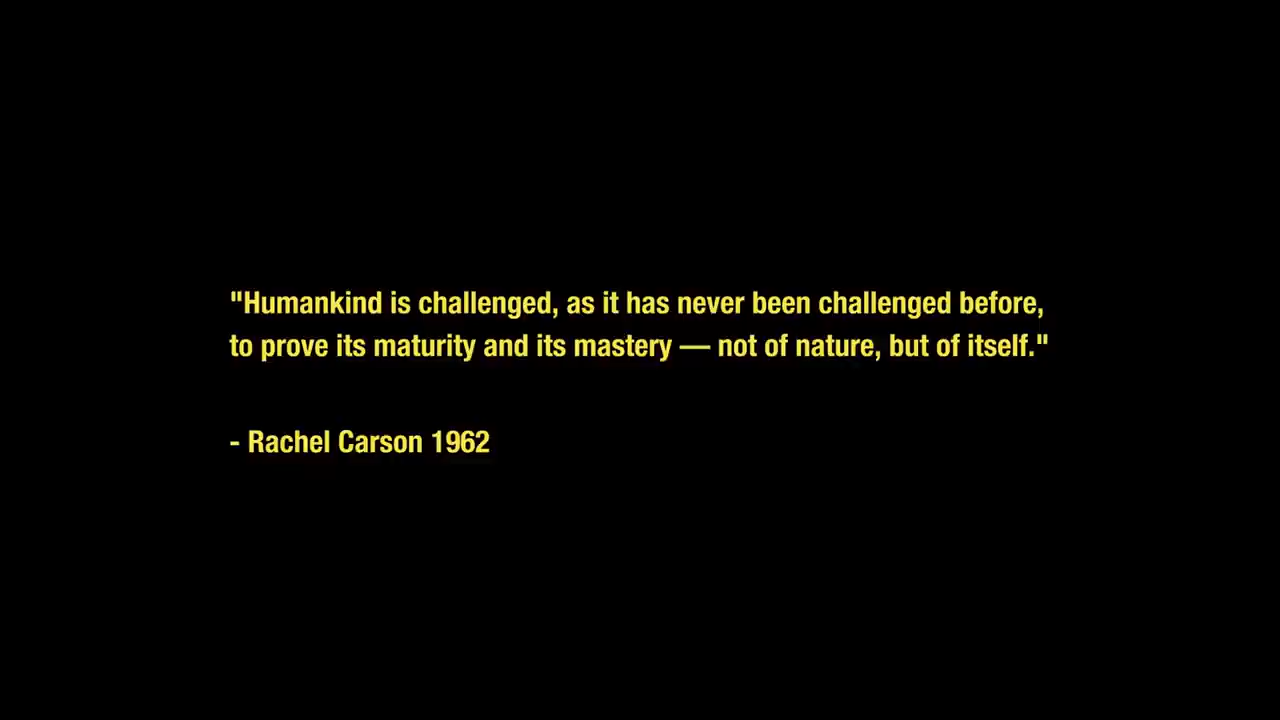 "Humankind is challenged, as it has never been challenged before,
to prove its maturity and its mastery — not of nature, but of itself."
- Rachel Carson 1962